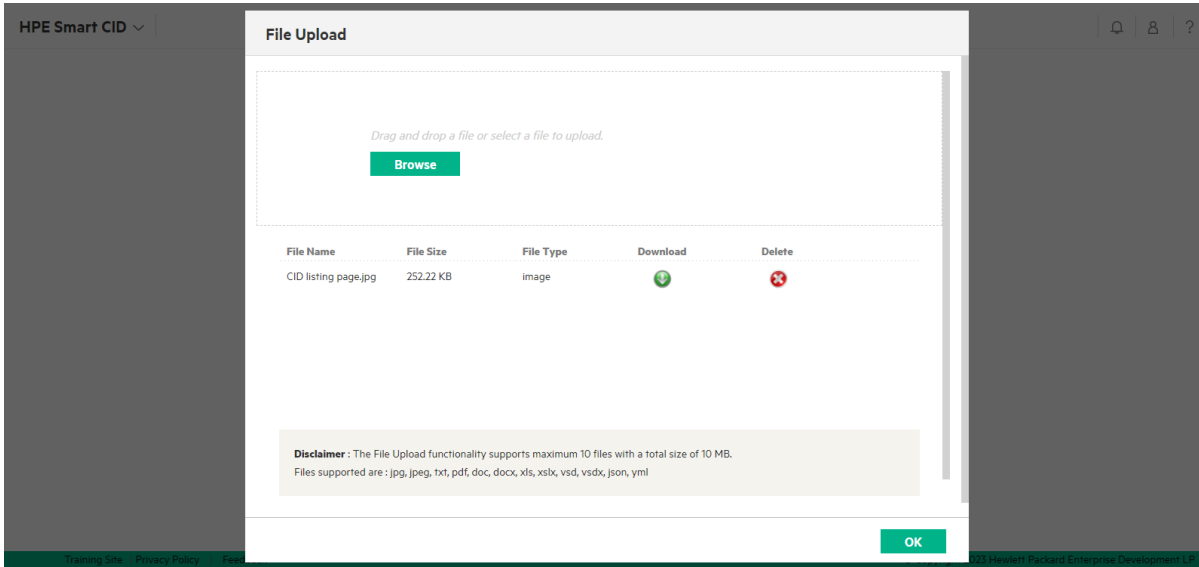 HPE Smart CID
File Upload
?
Drag and drop a file or select a file to upload.
Browse
File Name File Size File Type Download Delete
CID listing page.jpg 252.22 KB image
Disclaimer : The File Upload functionality supports maximum 10 files with a total size of 10 MB.
Files supported are : jpg, jpeg, txt, pdf, doc, docx, xls, xslx, vsd, vsdx, json, yml
OK
Training Site Privacy Policy 023 Hewlett Packard Enterprise Development LP